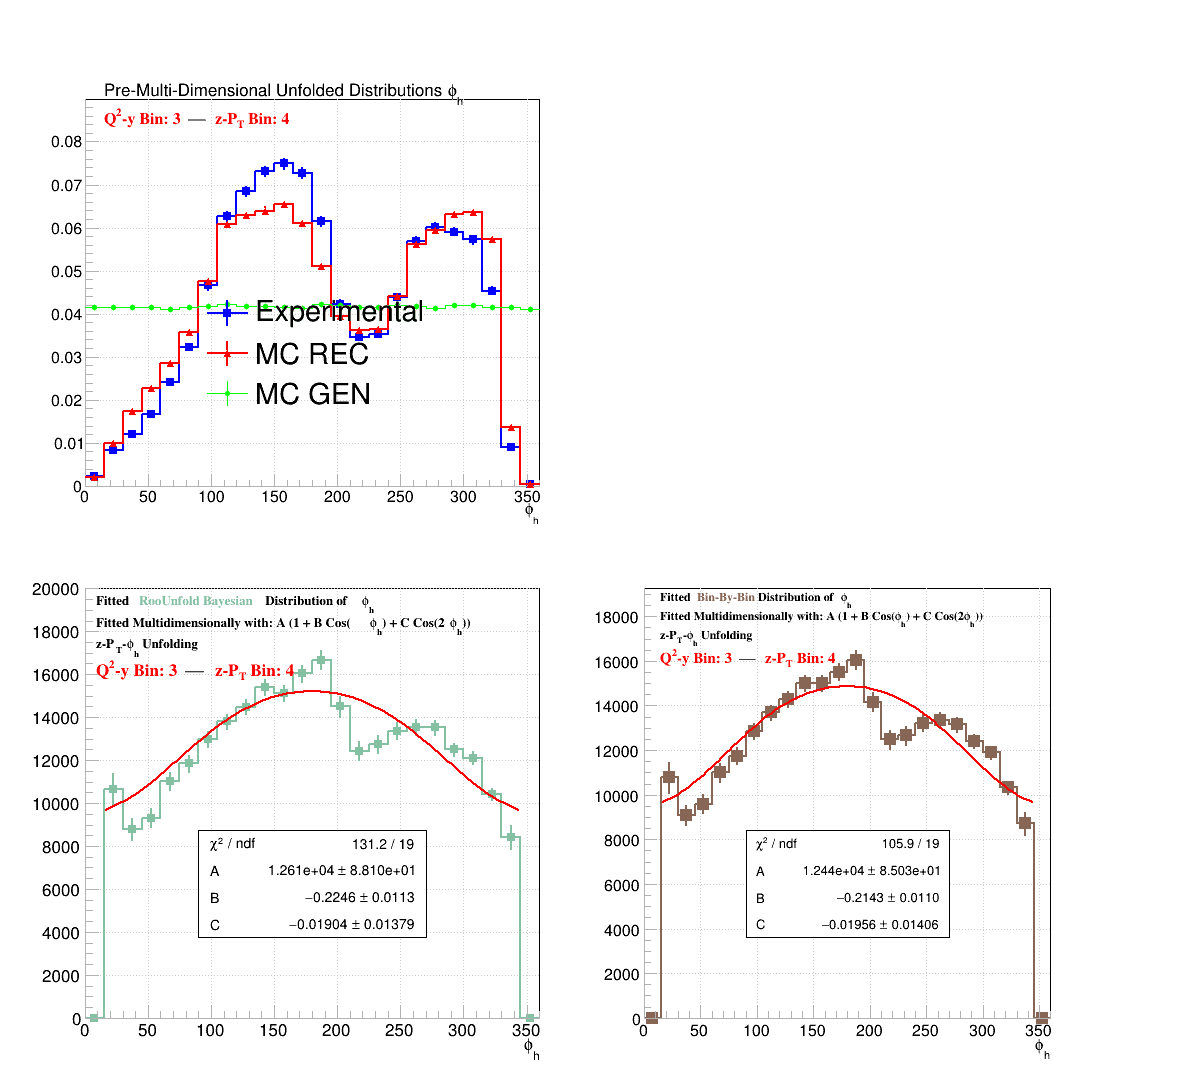 Pre-Multi-Dimensional Unfolded Distributions ϕh
Q2-y Bin: 3 — z-PT Bin: 4
0.08
0.07
0.06
0.05
0.04
0.03
0.02
0.01
0
Experimental
MC REC
MC GEN
0 50 100 150 200 250 300 350
ϕh
Fitted RooUnfold Bayesian Distribution of ϕh
Fitted Multidimensionally with: A (1 + B Cos( ϕh) + C Cos(2 ϕh))
z-PT-ϕh Unfolding
Q2-y Bin: 3 — z-PT Bin: 4
20000
18000
16000
14000
12000
10000
8000
6000
4000
2000
0
χ2 / ndf 131.2 / 19
A 1.261e+04 ± 8.810e+01
B −0.2246 ± 0.0113
C −0.01904 ± 0.01379
0 50 100 150 200 250 300 350
ϕh
Fitted Bin-By-Bin Distribution of ϕh
Fitted Multidimensionally with: A (1 + B Cos(ϕh) + C Cos(2ϕh))
z-PT-ϕh Unfolding
Q2-y Bin: 3 — z-PT Bin: 4
18000
16000
14000
12000
10000
8000
6000
4000
2000
0
χ2 / ndf 105.9 / 19
A 1.244e+04 ± 8.503e+01
B −0.2143 ± 0.0110
C −0.01956 ± 0.01406
0 50 100 150 200 250 300 350
ϕh